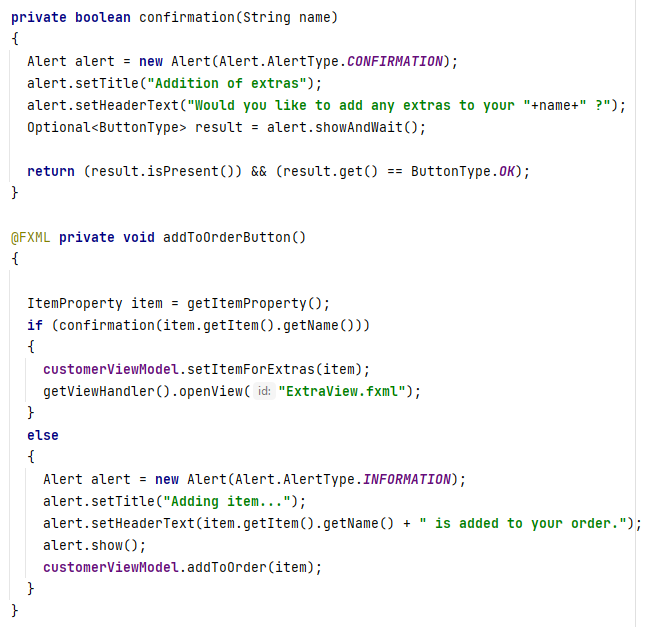 private boolean confirmation(String name)
{
  Alert alert = new Alert(Alert.AlertType.CONFIRMATION);
  alert.setTitle("Addition of extras");
  alert.setHeaderText("Would you like to add any extras to your "+name+" ?");
  Optional<ButtonType> result = alert.showAndWait();

  return (result.isPresent()) && (result.get() == ButtonType.OK);
}

@FXML private void addToOrderButton()
{

  ItemProperty item = getItemProperty();
  if (confirmation(item.getItem().getName()))
  {
    customerViewModel.setItemForExtras(item);
    getViewHandler().openView( id: "ExtraView.fxml");
  }
  else
  {
    Alert alert = new Alert(Alert.AlertType.INFORMATION);
    alert.setTitle("Adding item...");
    alert.setHeaderText(item.getItem().getName() + " is added to your order.");
    alert.show();
    customerViewModel.addToOrder(item);
  }
}